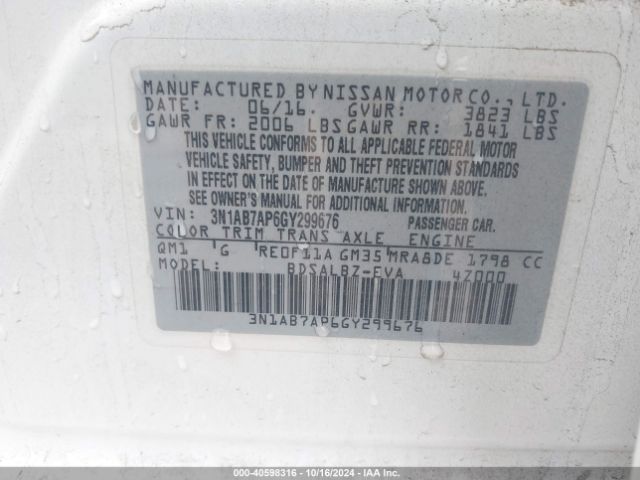 MANUFACTURED BY NISSAN MOTOR CO., LTD.
DATE: 06/16. GVWR: 3823 LBS
GAWR FR: 2006 LBS GAWR RR: 1841 LBS
THIS VEHICLE CONFORMS TO ALL APPLICABLE FEDERAL MOTOR
VEHICLE SAFETY, BUMPER AND THEFT PREVENTION STANDARDS
IN EFFECT ON THE DATE OF MANUFACTURE SHOWN ABOVE.
SEE OWNER'S MANUAL FOR ADDITIONAL INFORMATION.
VIN: 3N1AB7AP6GY299676 PASSENGER CAR.
COLOR TRIM TRANS AXLE ENGINE
QM1 G RE0F11A GM35 MRA8DE 1798 CC
MODEL: BDSALBZ-EVA 4Z000
3N1AB7AP6GY299676
000-40598316 - 10/16/2024 - IAA Inc.